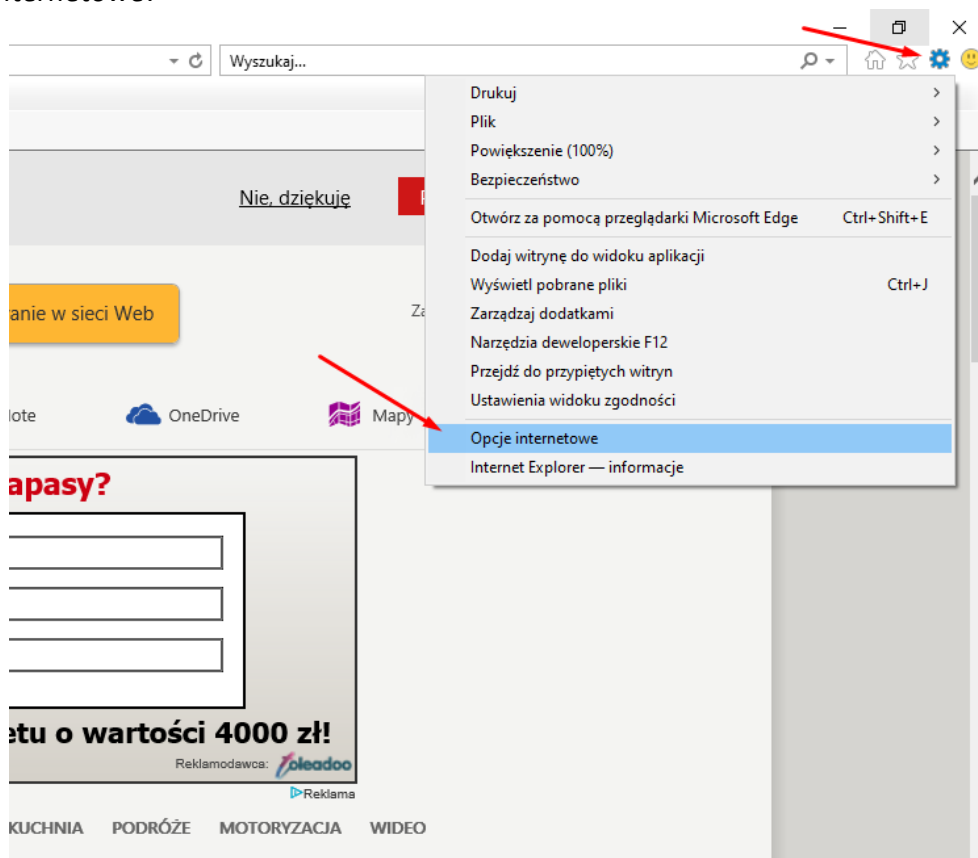 Wyszukaj...
Drukuj
Plik
Powiększenie (100%)
Bezpieczeństwo
Otwórz za pomocą przeglądarki Microsoft Edge Ctrl+Shift+E
Dodaj witrynę do widoku aplikacji
Wyświetl pobrane pliki Ctrl+J
Zarządzaj dodatkami
Narzędzia deweloperskie F12
Przejdź do przypiętych witryn
Ustawienia widoku zgodności
Opcje internetowe
Internet Explorer — informacje
Nie, dziękuję
anie w sieci Web
Za
lote OneDrive Mapy
apasy?
etu o wartości 4000 zł!
Reklamodawca: Toleadoo
Reklama
KUCHNIA PODRÓŻE MOTORYZACJA WIDEO